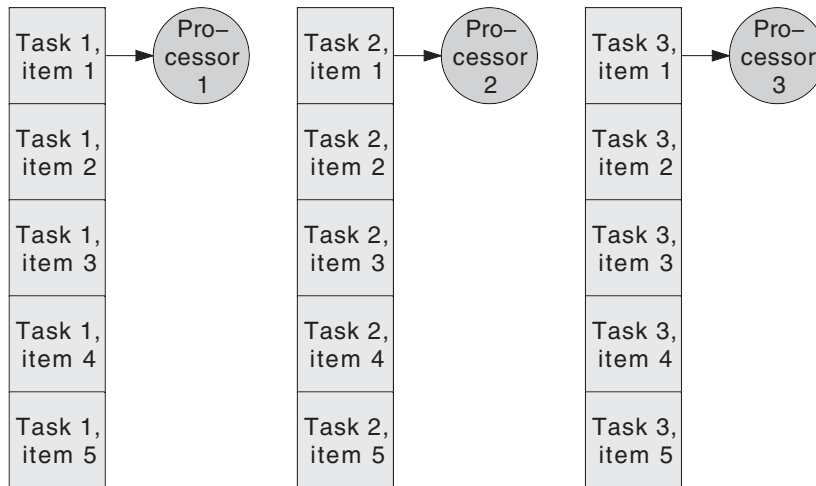 Task 1,
item 1
Pro–
cessor
1
Task 2,
item 1
Pro–
cessor
2
Task 3,
item 1
Pro–
cessor
3
Task 1,
item 2
Task 2,
item 2
Task 3,
item 2
Task 1,
item 3
Task 2,
item 3
Task 3,
item 3
Task 1,
item 4
Task 2,
item 4
Task 3,
item 4
Task 1,
item 5
Task 2,
item 5
Task 3,
item 5